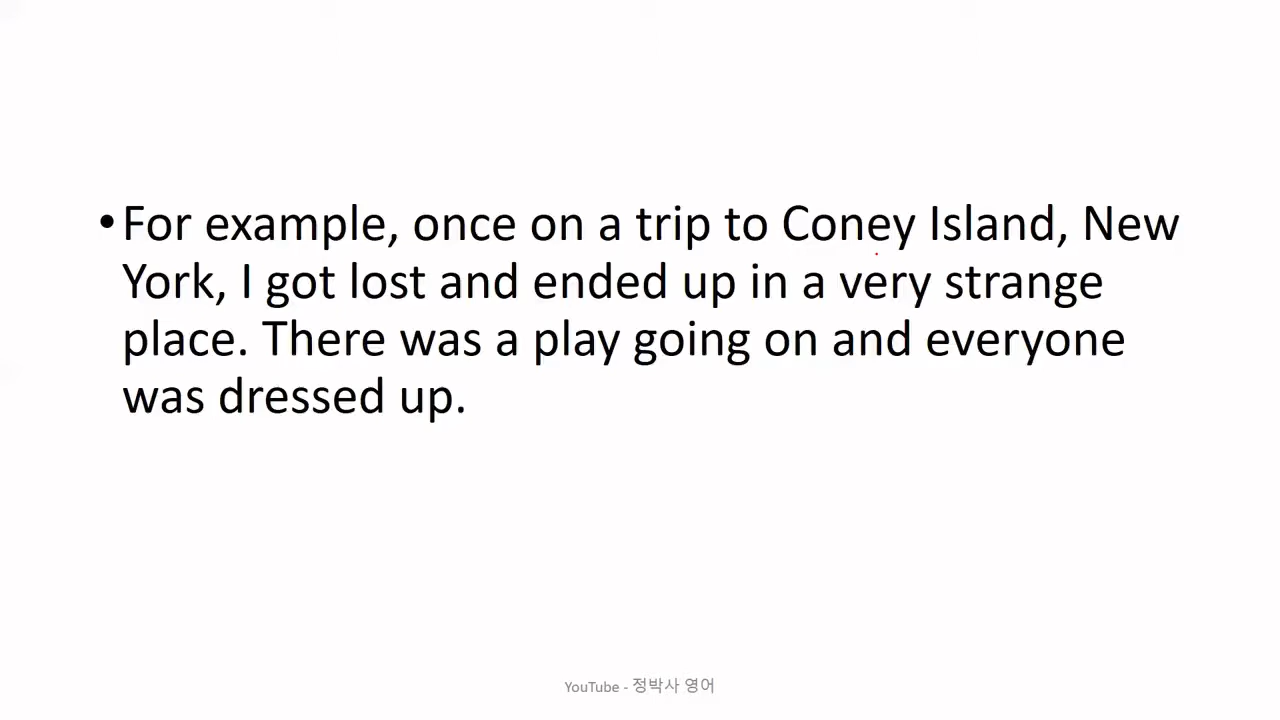 •For example, once on a trip to Coney Island, New
York, I got lost and ended up in a very strange
place. There was a play going on and everyone
was dressed up.
YouTube - 정박사 영어